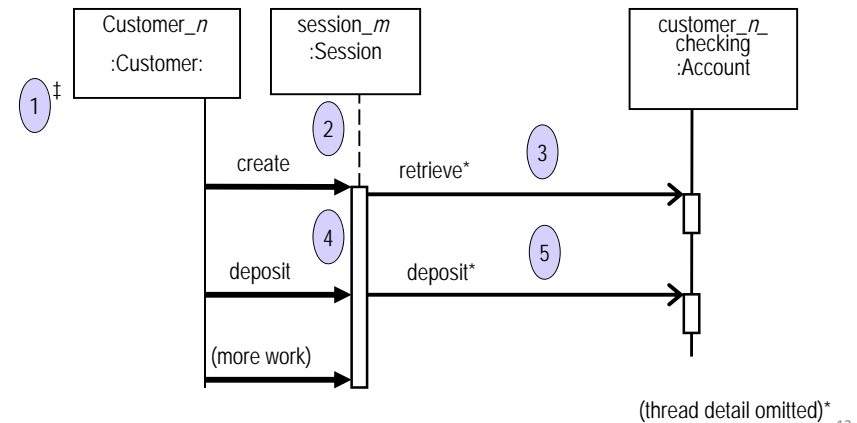 Customer_n
:Customer:
session_m
:Session
customer_n_
checking
:Account
1
‡
2
3
create
retrieve*
4
5
deposit
deposit*
(more work)
(thread detail omitted)*
12